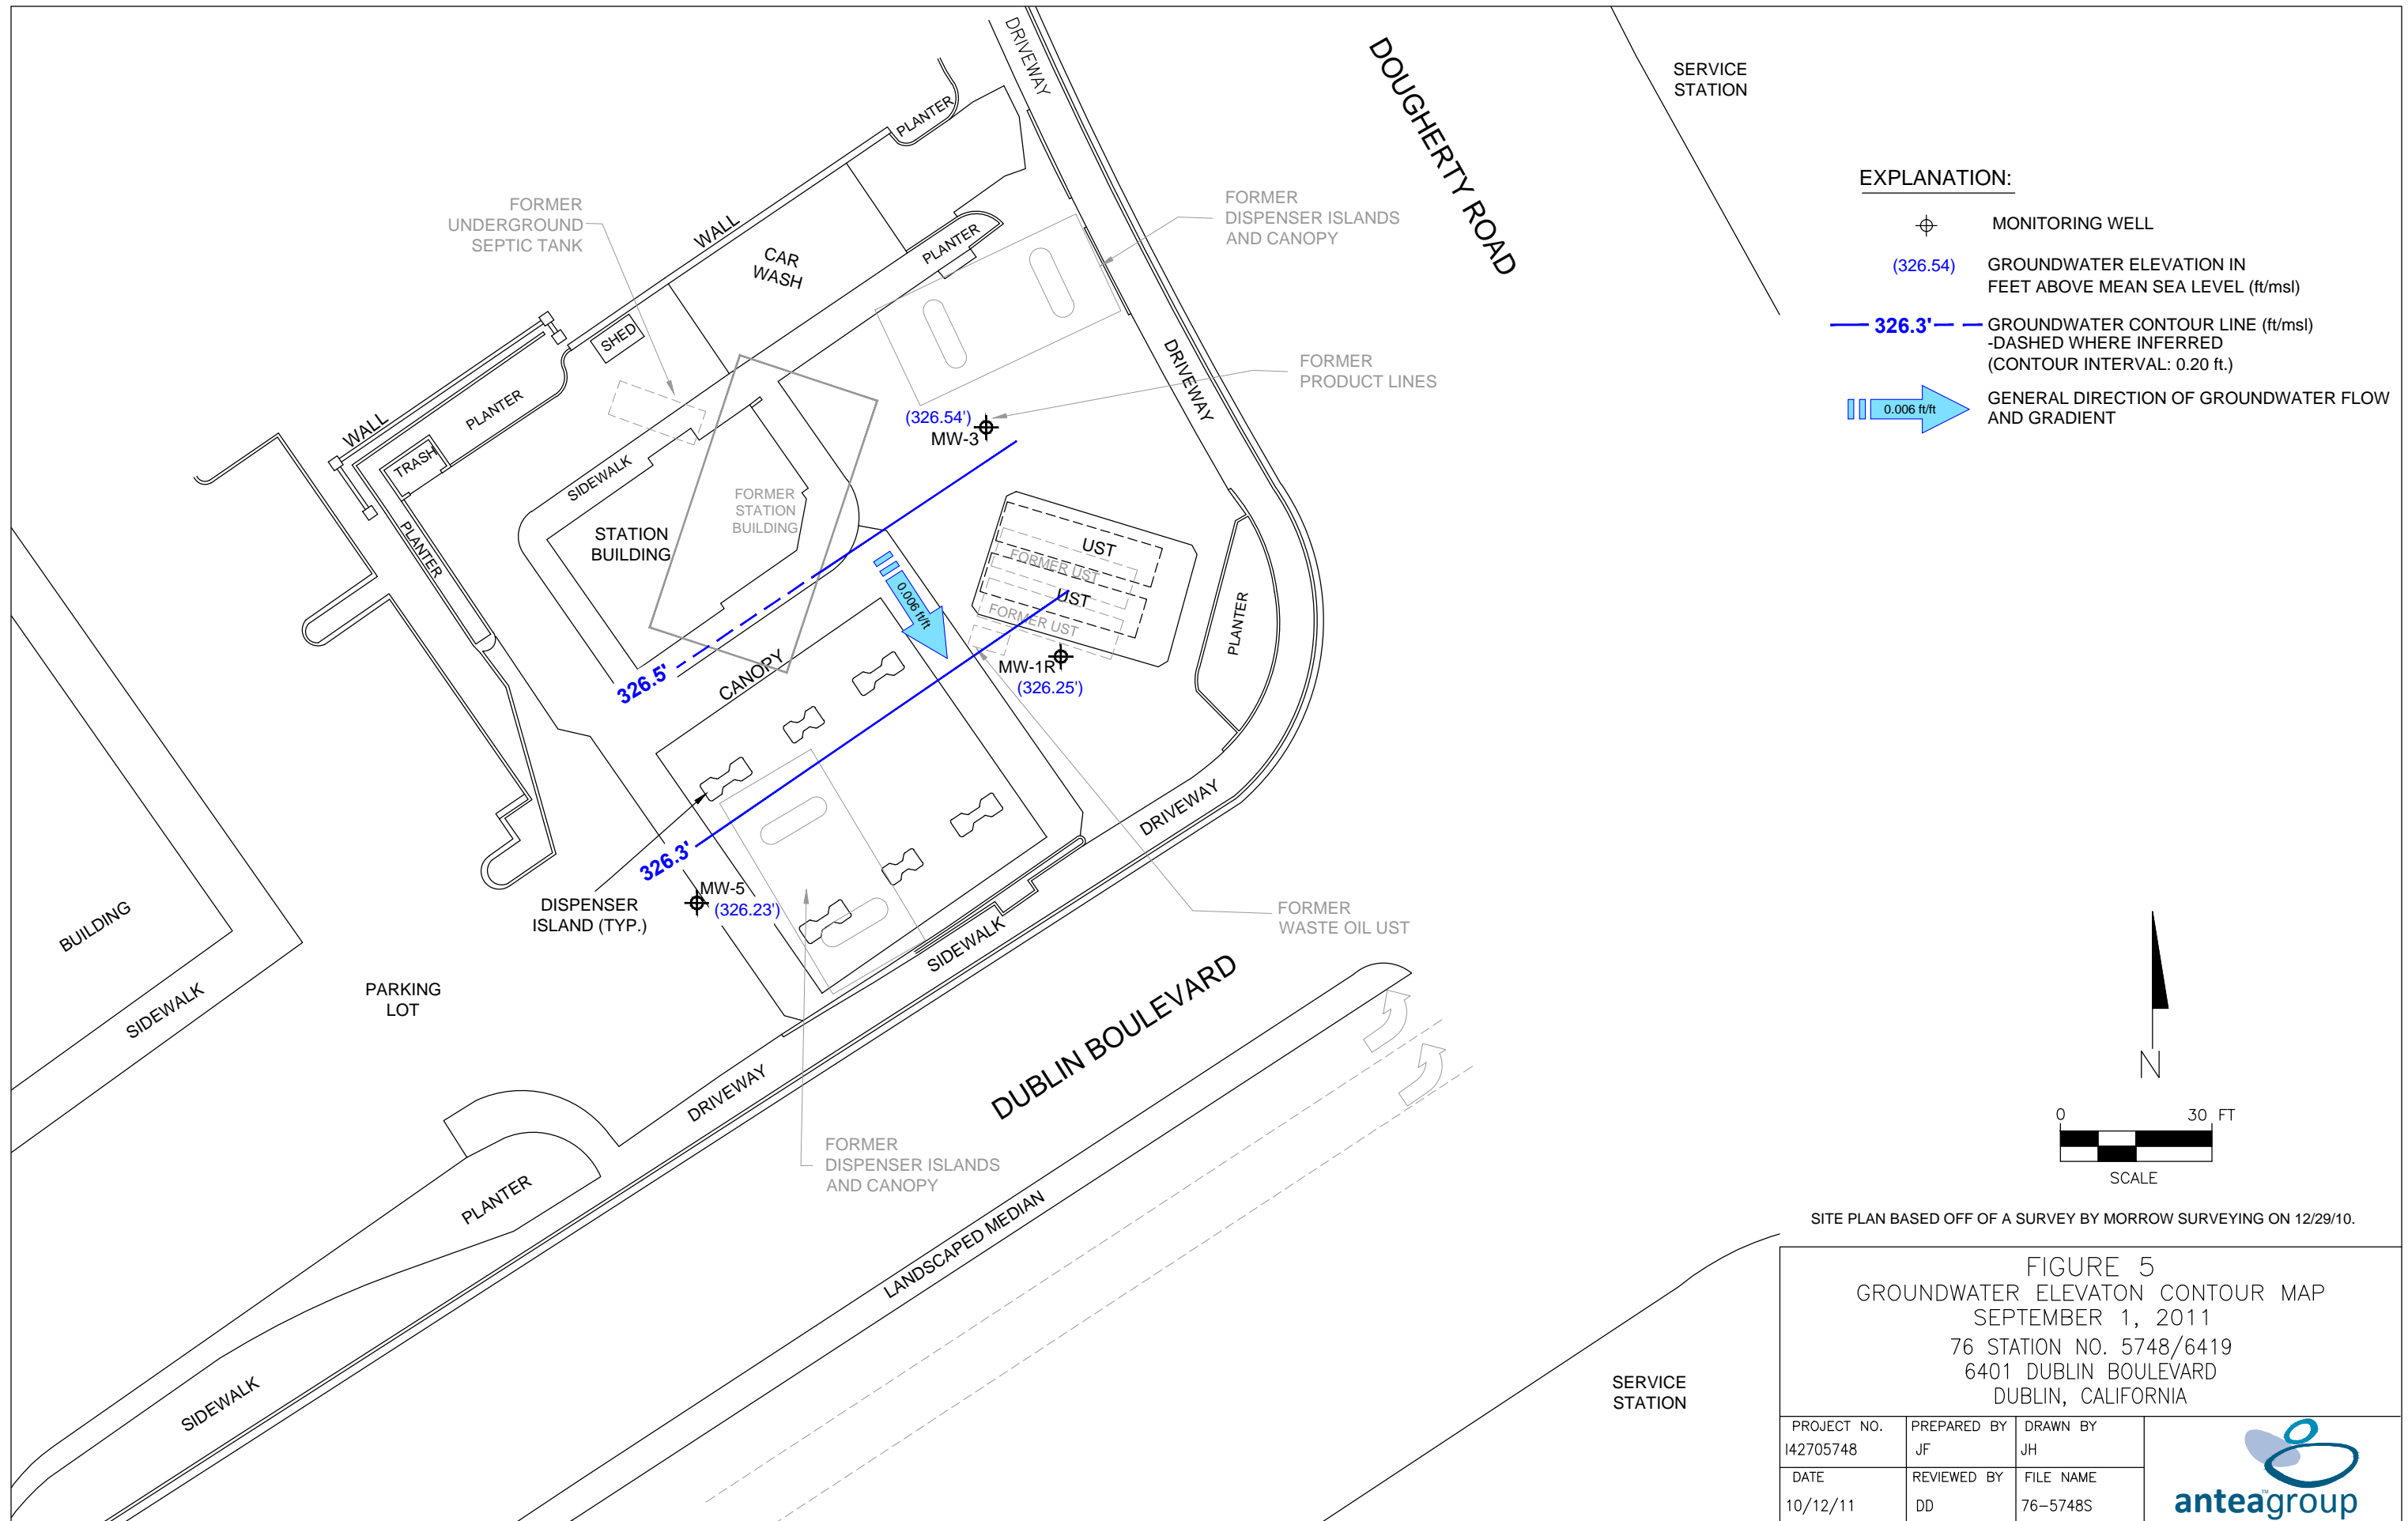 DRIVEWAY
DOUGHERTY ROAD
SERVICE
STATION
PLANTER
WALL
CAR
WASH
PLANTER
FORMER
UNDERGROUND
SEPTIC TANK
FORMER
DISPENSER ISLANDS
AND CANOPY
EXPLANATION:
MONITORING WELL
(326.54)
GROUNDWATER ELEVATION IN
FEET ABOVE MEAN SEA LEVEL (ft/msl)
326.3'
GROUNDWATER CONTOUR LINE (ft/msl)
-DASHED WHERE INFERRED
(CONTOUR INTERVAL: 0.20 ft.)
0.006 ft/ft
GENERAL DIRECTION OF GROUNDWATER FLOW
AND GRADIENT
SHED
WALL
PLANTER
TRASH
PLANTER
SIDEWALK
STATION
BUILDING
FORMER
STATION
BUILDING
FORMER
PRODUCT LINES
DRIVEWAY
(326.54')
MW-3
UST
FORMER UST
UST
FORMER UST
PLANTER
0.006 ft/ft
MW-1R
(326.25')
326.5'
CANOPY
326.3'
MW-5
(326.23')
DISPENSER
ISLAND (TYP.)
DRIVEWAY
SIDEWALK
FORMER
WASTE OIL UST
BUILDING
SIDEWALK
PARKING
LOT
DUBLIN BOULEVARD
DRIVEWAY
FORMER
DISPENSER ISLANDS
AND CANOPY
PLANTER
LANDSCAPED MEDIAN
SIDEWALK
SERVICE
STATION
N
0 30 FT
SCALE
SITE PLAN BASED OFF OF A SURVEY BY MORROW SURVEYING ON 12/29/10.
FIGURE 5
GROUNDWATER ELEVATON CONTOUR MAP
SEPTEMBER 1, 2011
76 STATION NO. 5748/6419
6401 DUBLIN BOULEVARD
DUBLIN, CALIFORNIA
PROJECT NO. PREPARED BY DRAWN BY
I42705748 JF JH
DATE REVIEWED BY FILE NAME
10/12/11 DD 76-5748S
anteagroup™